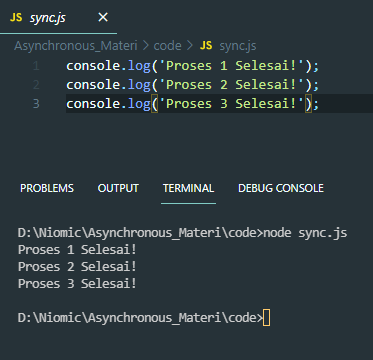 JS sync.js ×
Asynchronous_Materi > code > JS sync.js
1 console.log('Proses 1 Selesai!');
2 console.log('Proses 2 Selesai!');
3 console.log('Proses 3 Selesai!');
PROBLEMS OUTPUT TERMINAL DEBUG CONSOLE
D:\Niomic\Asynchronous_Materi\code>node sync.js
Proses 1 Selesai!
Proses 2 Selesai!
Proses 3 Selesai!
D:\Niomic\Asynchronous_Materi\code>